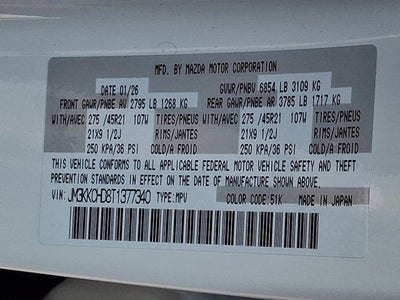 MFD. BY MAZDA MOTOR CORPORATION
DATE 01/26 GVWR/PNBV 6854 LB 3109 KG
FRONT GAWR/PNBE AV 2795 LB 1268 KG REAR GAWR/PNBE AR 3785 LB 1717 KG
WITH/AVEC 275 /45R21 107W TIRES/PNEUS WITH/AVEC 275 /45R21 107W TIRES/PNEUS
21X9 1/2J RIMS/JANTES 21X9 1/2J RIMS/JANTES
250 KPA/36 PSI COLD/A FROID 250 KPA/36 PSI COLD/A FROID
THIS VEHICLE CONFORMS TO ALL APPLICABLE FEDERAL MOTOR VEHICLE SAFETY AND THEFT
PREVENTION STANDARDS IN EFFECT ON THE DATE OF MANUFACTURE SHOWN ABOVE.
VIN: JM3KKCHD8T1377340 TYPE:MPV COLOR CODE:51K MADE IN JAPAN